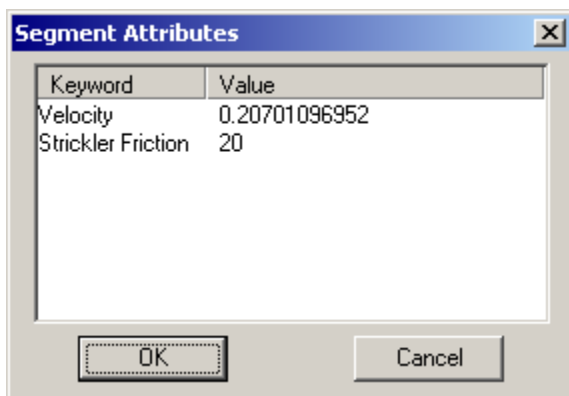 Segment Attributes
Keyword Value
Velocity 0.20701096952
Strickler Friction 20
OK Cancel